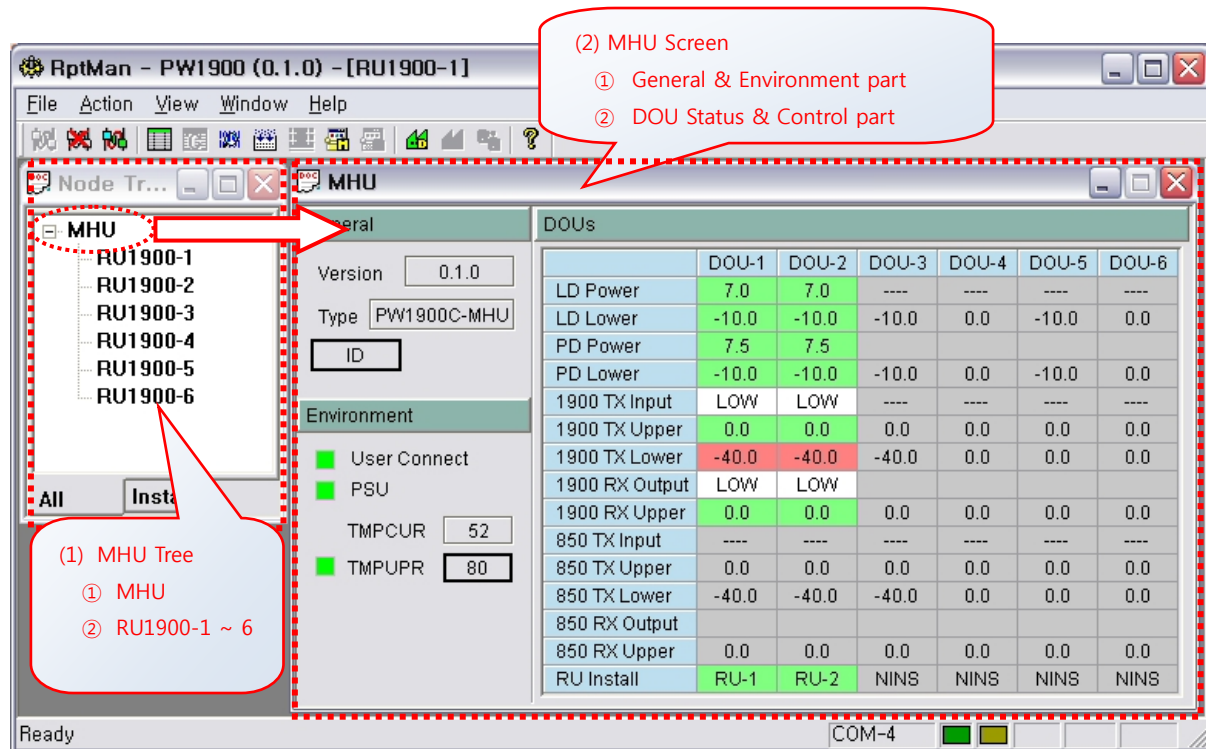 (2) MHU Screen
① General & Environment part
② DOU Status & Control part
RptMan - PW1900 (0.1.0) - [RU1900-1]
File Action View Window Help
Node Tr...
MHU
RU1900-1
RU1900-2
RU1900-3
RU1900-4
RU1900-5
RU1900-6
All
(1) MHU Tree
① MHU
② RU1900-1 ~ 6
MHU
Version 0.1.0
Type PW1900C-MHU
ID
Environment
User Connect
PSU
TMPCUR 52
TMPUPR 80
DOUs
DOU-1 DOU-2 DOU-3 DOU-4 DOU-5 DOU-6
LD Power 7.0 7.0 ---- ---- ---- ----
LD Lower -10.0 -10.0 -10.0 0.0 -10.0 0.0
PD Power 7.5 7.5
PD Lower -10.0 -10.0 -10.0 0.0 -10.0 0.0
1900 TX Input LOW LOW ---- ---- ---- ----
1900 TX Upper 0.0 0.0 0.0 0.0 0.0 0.0
1900 TX Lower -40.0 -40.0 -40.0 0.0 0.0 0.0
1900 RX Output LOW LOW
1900 RX Upper 0.0 0.0 0.0 0.0 0.0 0.0
850 TX Input ---- ---- ---- ---- ---- ----
850 TX Upper 0.0 0.0 0.0 0.0 0.0 0.0
850 TX Lower -40.0 -40.0 -40.0 0.0 0.0 0.0
850 RX Output
850 RX Upper 0.0 0.0 0.0 0.0 0.0 0.0
RU Install RU-1 RU-2 NINS NINS NINS NINS
Ready
COM-4